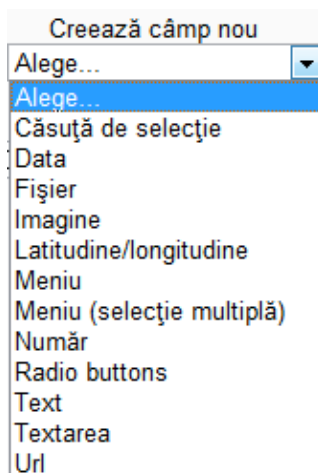 Creează câmp nou
Alege...
Alege...
Căsuţă de selecţie
Data
Fişier
Imagine
Latitudine/longitudine
Meniu
Meniu (selecţie multiplă)
Număr
Radio buttons
Text
Textarea
Url